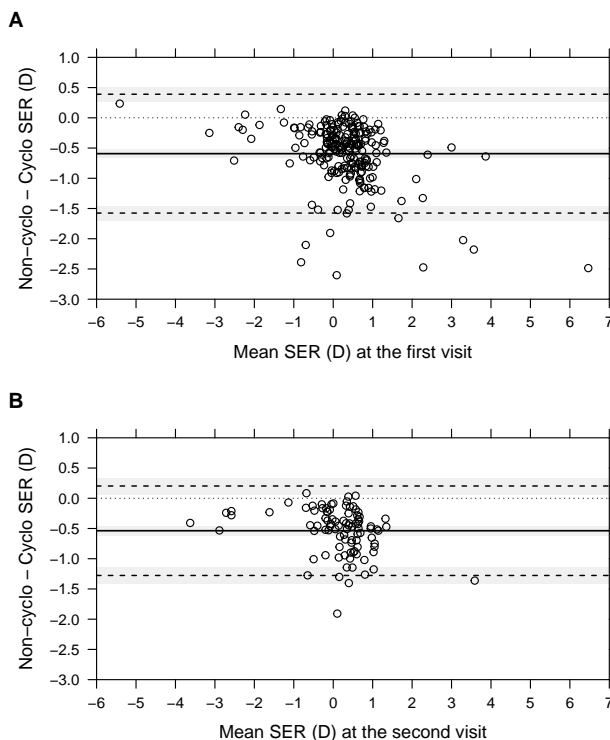 A
1.0
0.5
0.0
−0.5
−1.0
−1.5
−2.0
−2.5
−3.0
Non−cyclo − Cyclo SER (D)
−6 −5 −4 −3 −2 −1 0 1 2 3 4 5 6 7
Mean SER (D) at the first visit
B
1.0
0.5
0.0
−0.5
−1.0
−1.5
−2.0
−2.5
−3.0
Non−cyclo − Cyclo SER (D)
−6 −5 −4 −3 −2 −1 0 1 2 3 4 5 6 7
Mean SER (D) at the second visit